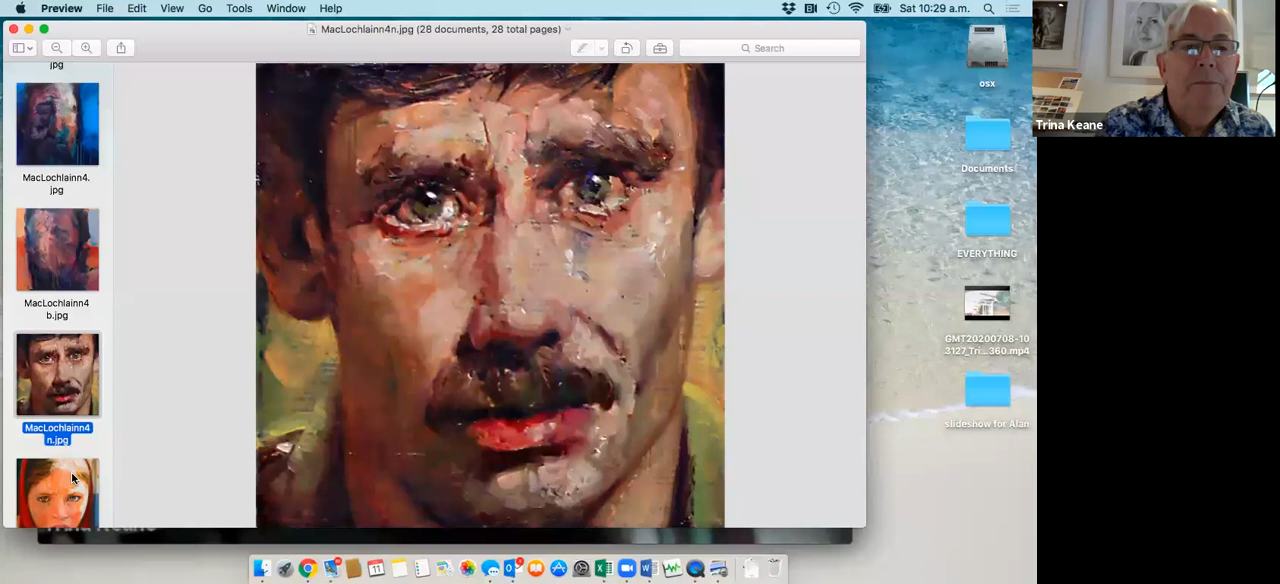 Preview File Edit View Go Tools Window Help Sat 10:29 a.m.
MacLochlainn4n.jpg (28 documents, 28 total pages)
Search
jpg
MacLochlainn4.
jpg
MacLochlainn4
b.jpg
MacLochlainn4
n.jpg
osx
Documents
EVERYTHING
GMT20200708-10
3127_Tri...360.mp4
slideshow for Alan
Trina Keane
11